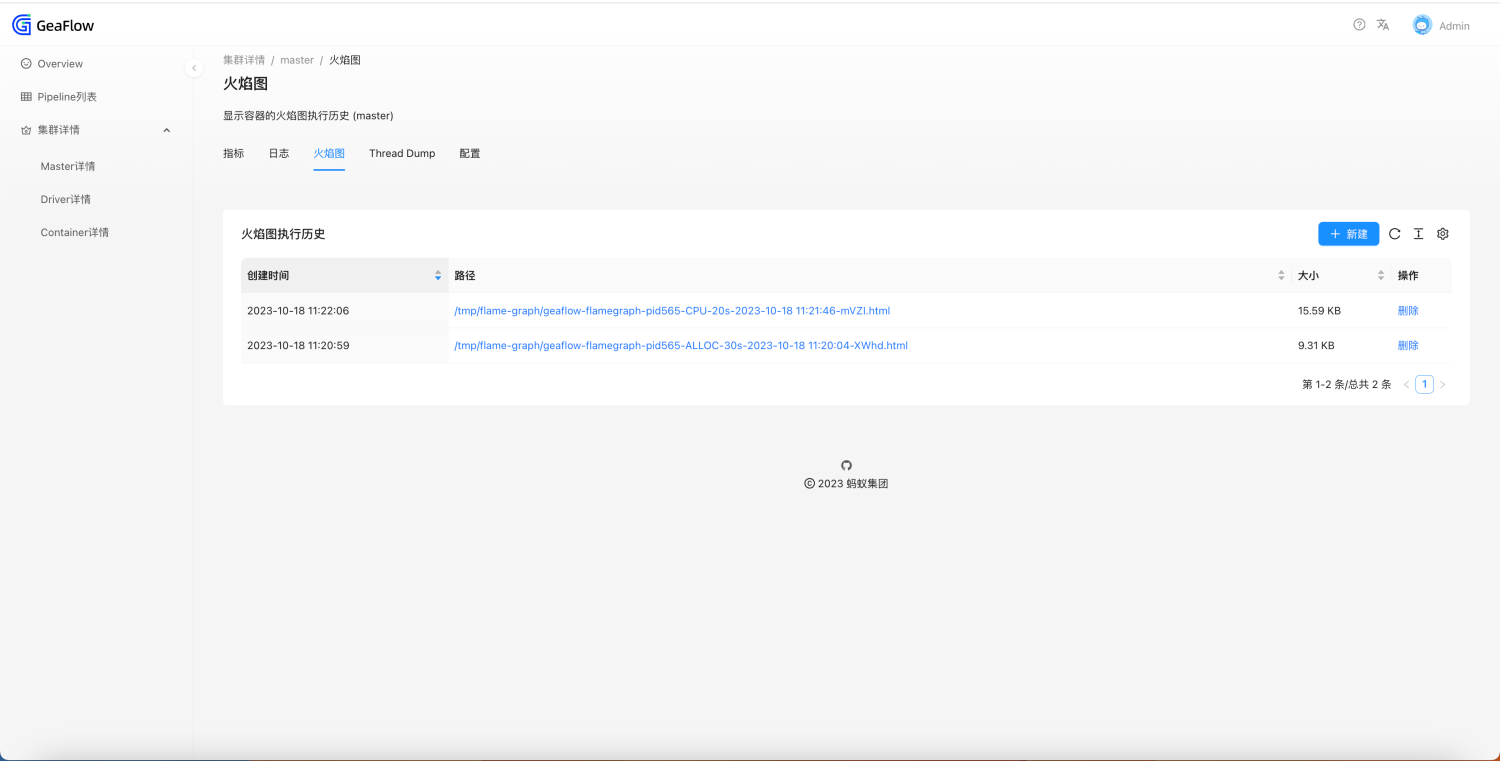 GeaFlow
Admin
Overview
Pipeline列表
集群详情
Master详情
Driver详情
Container详情
集群详情 / master / 火焰图
火焰图
显示容器的火焰图执行历史 (master)
指标 日志 火焰图 Thread Dump 配置
火焰图执行历史
新建
创建时间 路径 大小 操作
2023-10-18 11:22:06 /tmp/flame-graph/geaflow-flamegraph-pid565-CPU-20s-2023-10-18 11:21:46-mVZI.html 15.59 KB 删除
2023-10-18 11:20:59 /tmp/flame-graph/geaflow-flamegraph-pid565-ALLOC-30s-2023-10-18 11:20:04-XWhd.html 9.31 KB 删除
第 1-2 条/总共 2 条 < 1 >
© 2023 蚂蚁集团